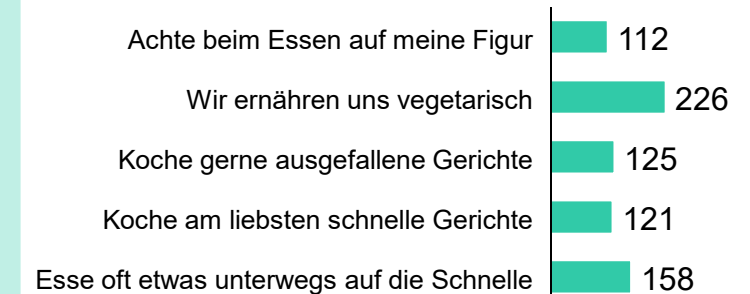 Achte beim Essen auf meine Figur 112
Wir ernähren uns vegetarisch 226
Koche gerne ausgefallene Gerichte 125
Koche am liebsten schnelle Gerichte 121
Esse oft etwas unterwegs auf die Schnelle 158